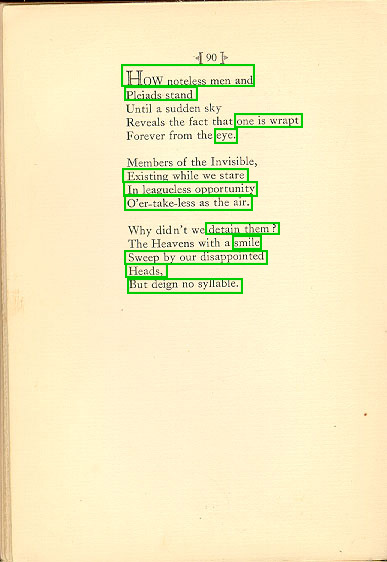 90
HOW noteless men and
Pleiads stand
Until a sudden sky
Reveals the fact that one is wrapt
Forever from the eye.
Members of the Invisible,
Existing while we stare
In leagueless opportunity
O'er-take-less as the air.
Why didn't we detain them?
The Heavens with a smile
Sweep by our disappointed
Heads,
But deign no syllable.